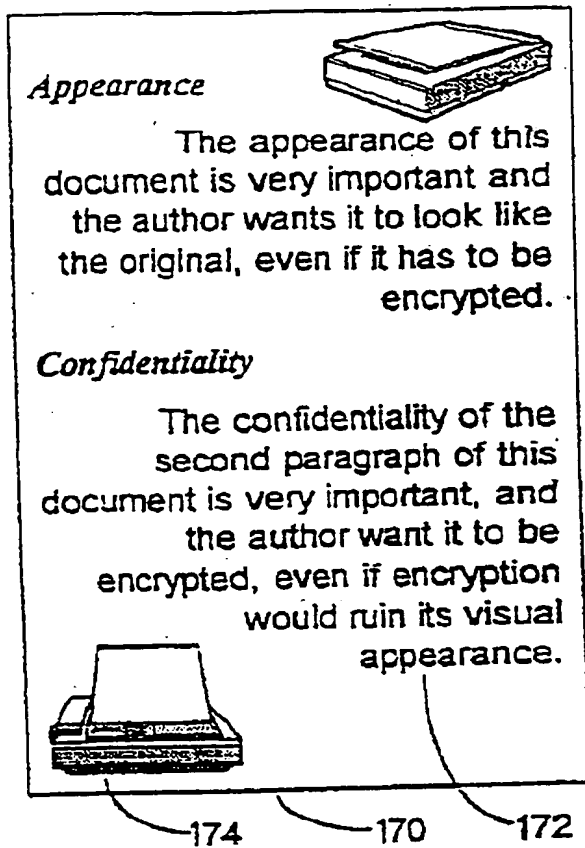 Appearance
The appearance of this
document is very important and
the author wants it to look like
the original, even if it has to be
encrypted.
Confidentiality
The confidentiality of the
second paragraph of this
document is very important, and
the author want it to be
encrypted, even if encryption
would ruin its visual
appearance.
174 170 172